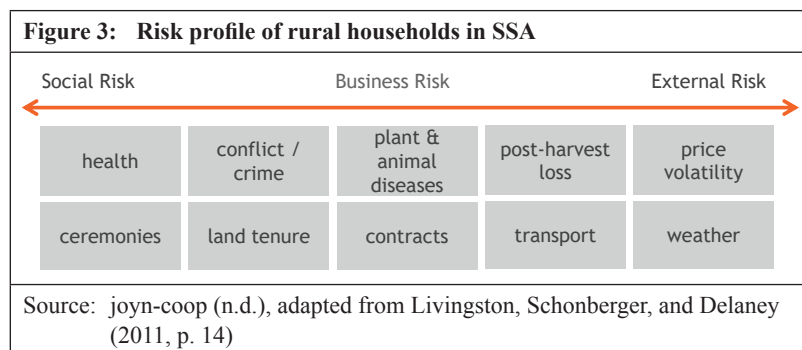 Figure 3: Risk profile of rural households in SSA
Social Risk Business Risk External Risk
health
conflict /
crime
plant &
animal
diseases
post-harvest
loss
price
volatility
ceremonies
land tenure
contracts
transport
weather
Source: joyn-coop (n.d.), adapted from Livingston, Schonberger, and Delaney
(2011, p. 14)